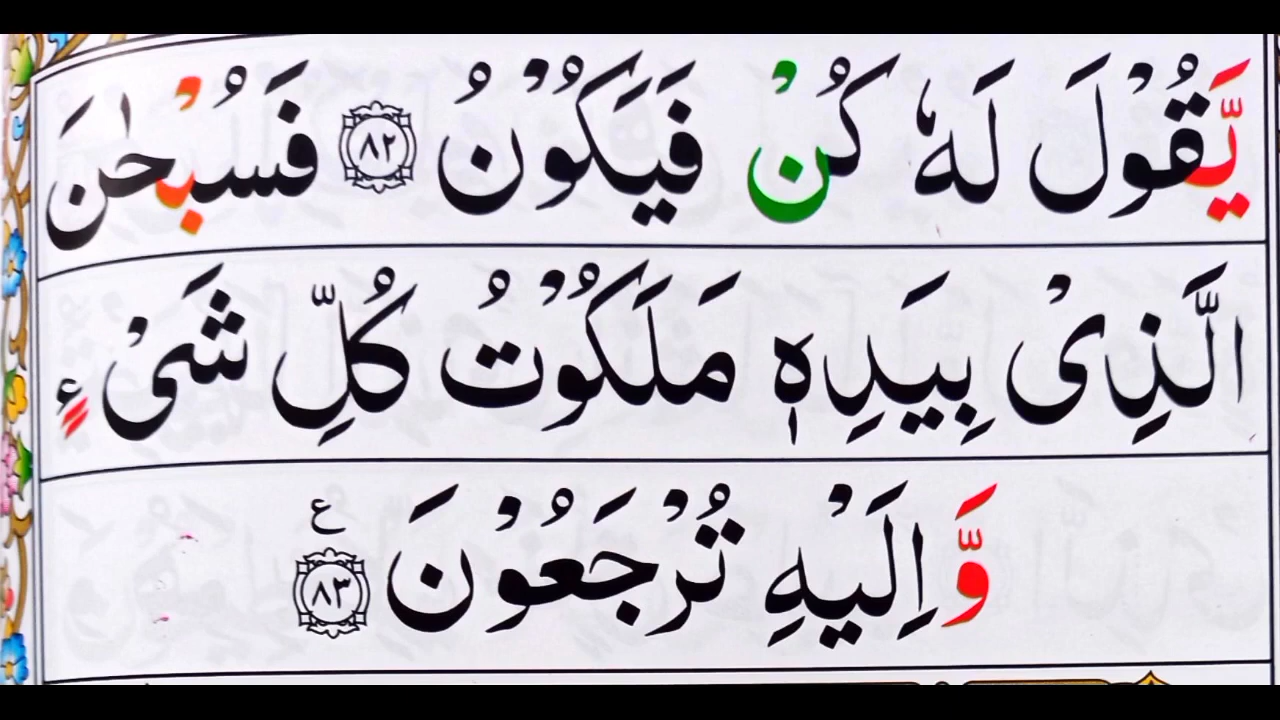 یَّقُوْلَ لَهٗ كُنْ فَیَكُوْنُ ۝۸۲ فَسُبْحٰنَ
الَّذِیْ بِیَدِهٖ مَلَكُوْتُ كُلِّ شَیْءٍ
وَّ اِلَیْهِ تُرْجَعُوْنَ ۝۸۳ ع